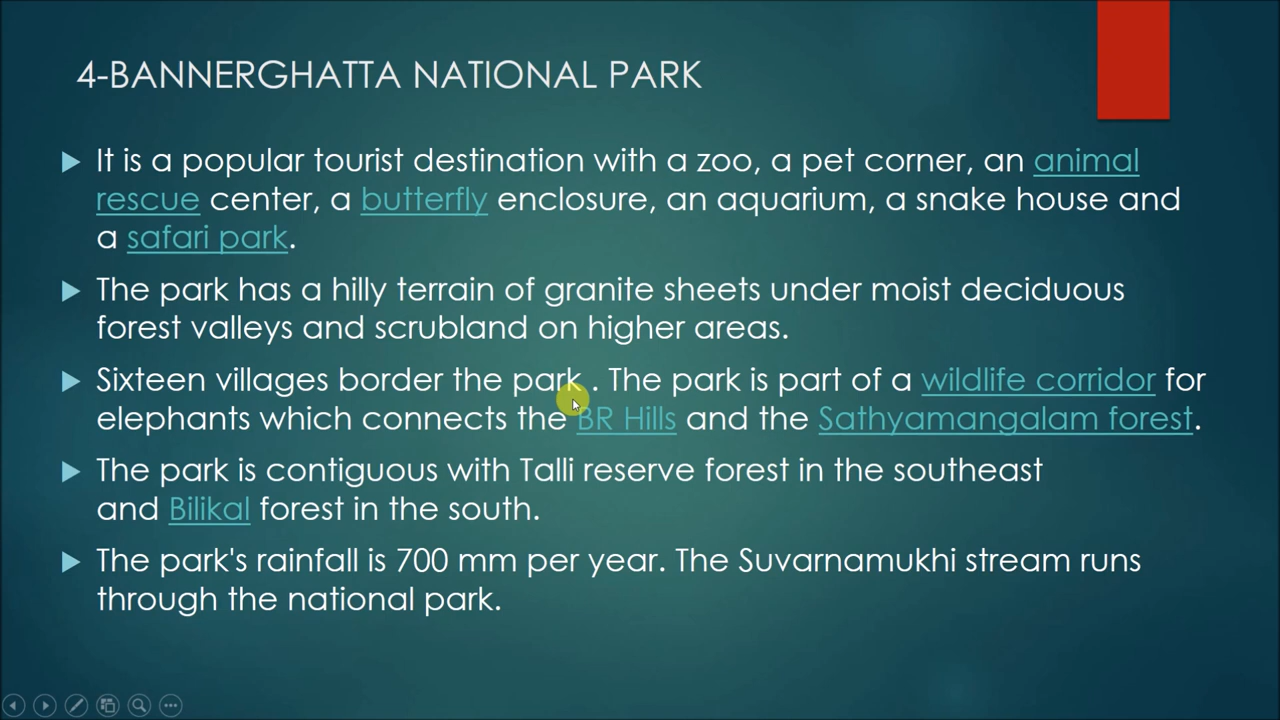 4-BANNERGHATTA NATIONAL PARK
It is a popular tourist destination with a zoo, a pet corner, an animal
rescue center, a butterfly enclosure, an aquarium, a snake house and
a safari park.
The park has a hilly terrain of granite sheets under moist deciduous
forest valleys and scrubland on higher areas.
Sixteen villages border the park . The park is part of a wildlife corridor for
elephants which connects the BR Hills and the Sathyamangalam forest.
The park is contiguous with Talli reserve forest in the southeast
and Bilikal forest in the south.
The park's rainfall is 700 mm per year. The Suvarnamukhi stream runs
through the national park.